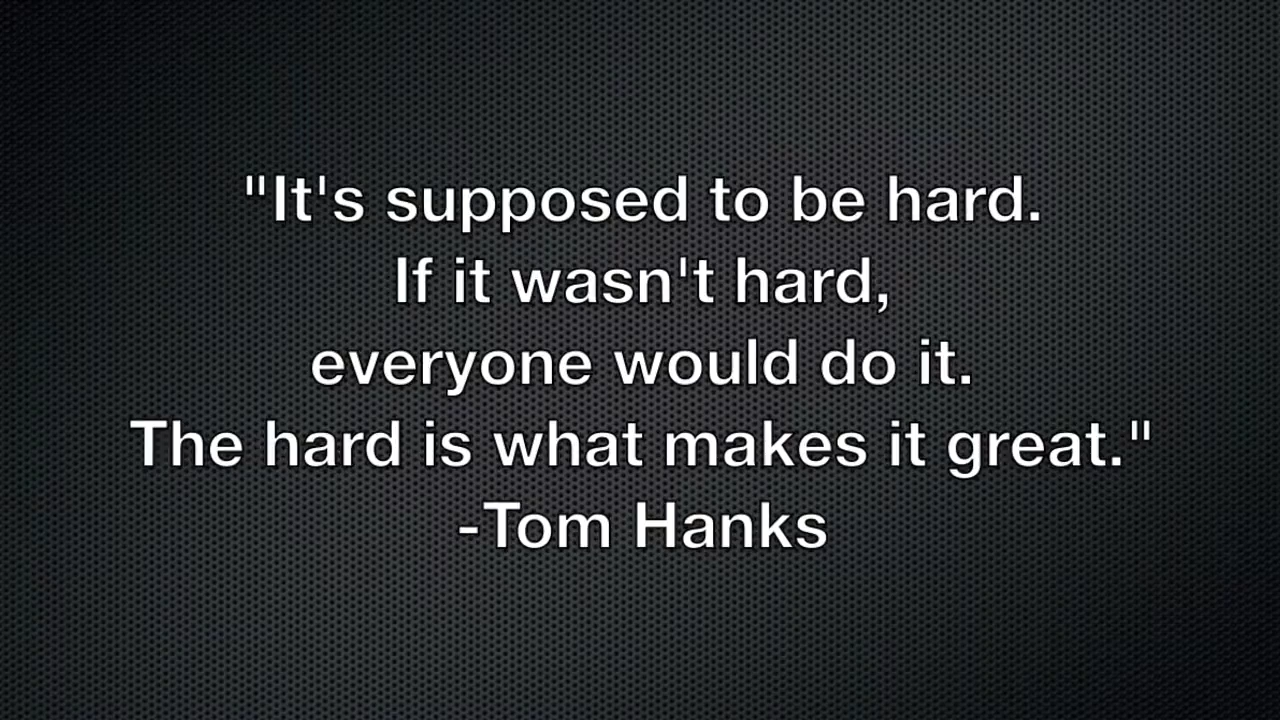 "It's supposed to be hard.
If it wasn't hard,
everyone would do it.
The hard is what makes it great."
-Tom Hanks